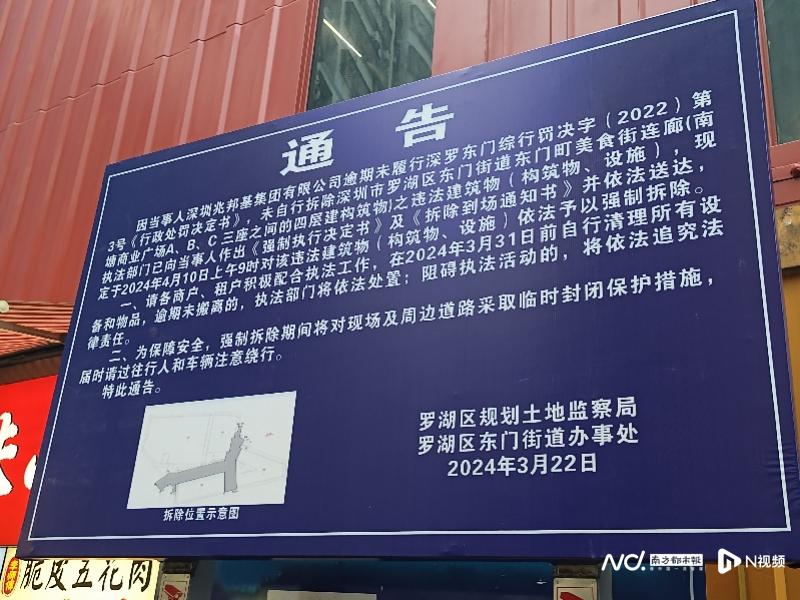 通 告
因当事人深圳兆邦基集团有限公司逾期未履行深罗东门综行罚决字（2022）第
3号《行政处罚决定书》，未自行拆除深圳市罗湖区东门街道东门町美食街连廊(南
塘商业广场A、B、C 三座之间的四层建构筑物)之违法建筑物（构筑物、设施），现
执法部门已向当事人作出《强制执行决定书》及《拆除到场通知书》并依法送达，
定于2024年4月10日上午9时对该违法建筑物（构筑物、设施）依法予以强制拆除。
一、请各商户、租户积极配合执法工作，在2024年3月31日前自行清理所有设
备和物品，逾期未搬离的，执法部门将依法处置；阻碍执法活动的，将依法追究法
律责任。
二、为保障安全，强制拆除期间将对现场及周边道路采取临时封闭保护措施，
届时请过往行人和车辆注意绕行。
特此通告。
罗湖区规划土地监察局
罗湖区东门街道办事处
2024年3月22日
拆除位置示意图
脆皮五花肉
南方都市报
N视频